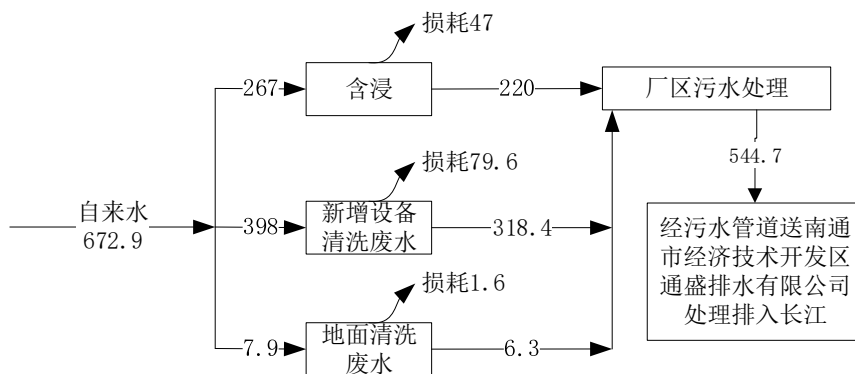 损耗47
267
含浸
220
厂区污水处理
损耗79.6
544.7
自来水
672.9
398
新增设备
清洗废水
318.4
经污水管道送南通
市经济技术开发区
通盛排水有限公司
处理排入长江
损耗1.6
7.9
地面清洗
废水
6.3